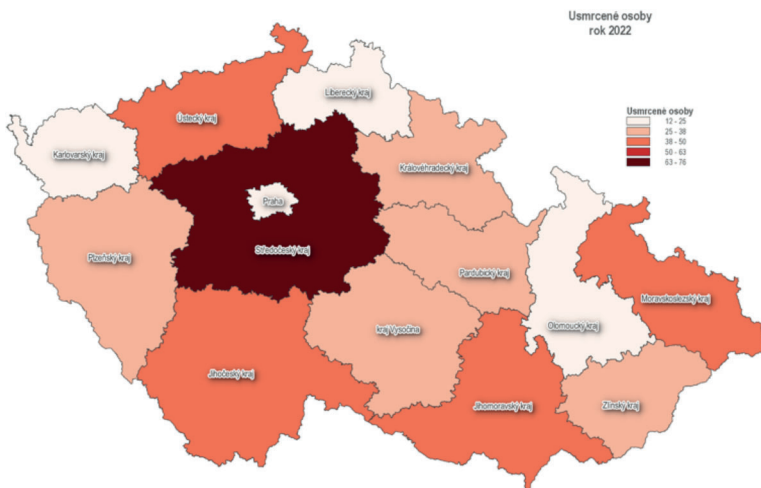 Usmrcené osoby
rok 2022
Usmrcené osoby
12 - 25
25 - 38
38 - 50
50 - 63
63 - 76
Liberecký kraj
Ústecký kraj
Karlovarský kraj
Královéhradecký kraj
Praha
Středočeský kraj
Plzeňský kraj
Pardubický kraj
Moravskoslezský kraj
Olomoucký kraj
kraj Vysočina
Jihočeský kraj
Jihomoravský kraj
Zlínský kraj